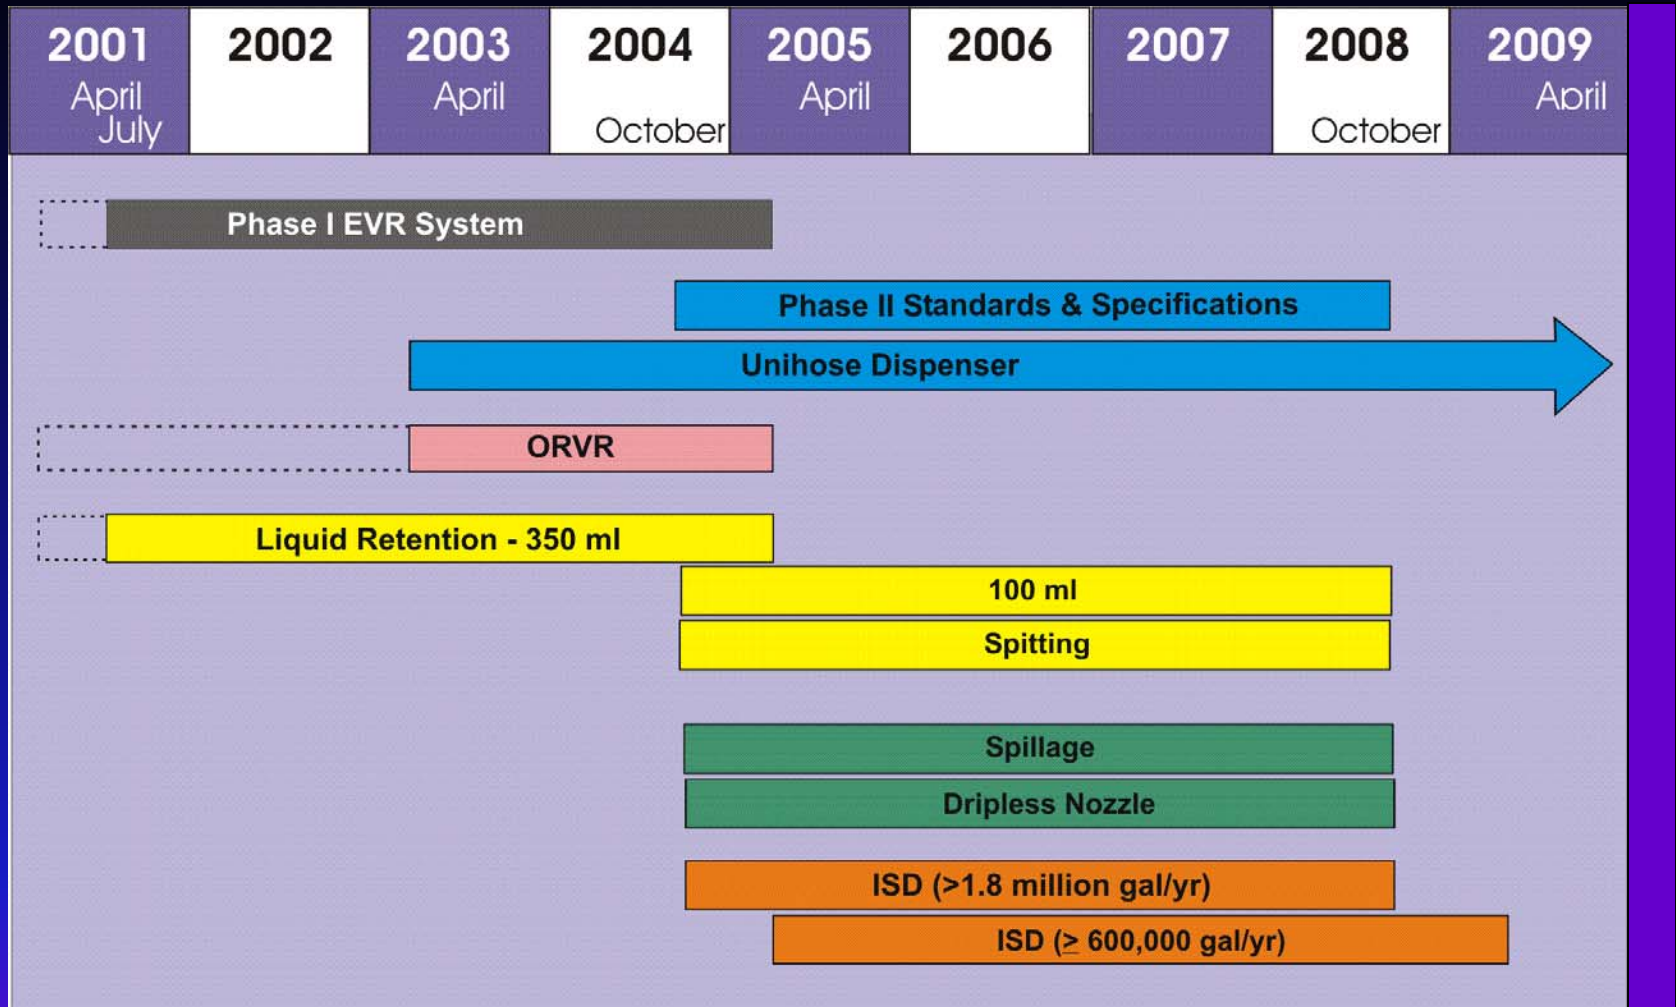 2001 2002 2003 2004 2005 2006 2007 2008 2009
April April April April
July October October
Phase I EVR System
Phase II Standards & Specifications
Unihose Dispenser
ORVR
Liquid Retention - 350 ml
100 ml
Spitting
Spillage
Dripless Nozzle
ISD (>1.8 million gal/yr)
ISD (≥ 600,000 gal/yr)